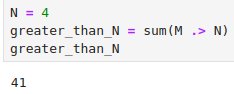 N = 4
greater_than_N = sum(M .> N)
greater_than_N
41